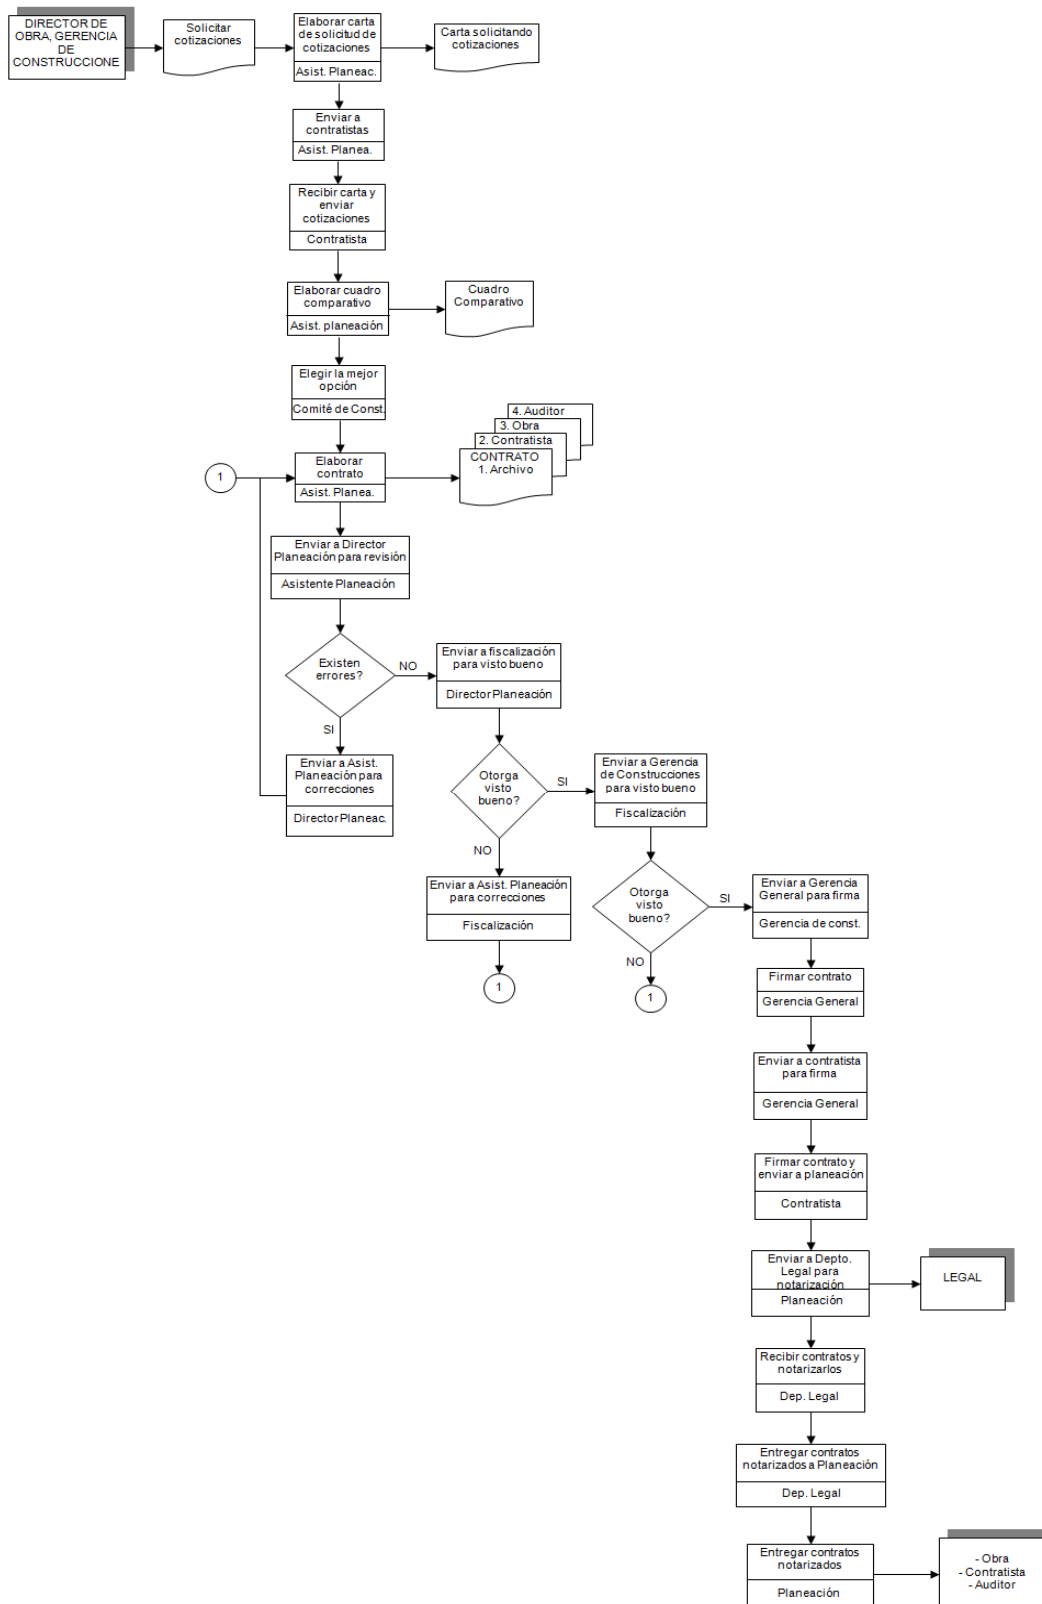 DIRECTOR DE
OBRA, GERENCIA
DE
CONSTRUCCIONE
Solicitar
cotizaciones
Elaborar carta
de solicitud de
cotizaciones
Asist. Planeac.
Carta solicitando
cotizaciones
Enviar a
contratistas
Asist. Planea.
Recibir carta y
enviar
cotizaciones
Contratista
Elaborar cuadro
comparativo
Asist. planeación
Cuadro
Comparativo
Elegir la mejor
opción
Comité de Const.
4. Auditor
3. Obra
2. Contratista
CONTRATO
1. Archivo
1
Elaborar
contrato
Asist. Planea.
Enviar a Director
Planeación para revisión
Asistente Planeación
Existen
errores?
NO
SI
Enviar a fiscalización
para visto bueno
Director Planeación
Enviar a Asist.
Planeación para
correcciones
Director Planeac.
Otorga
visto
bueno?
SI
NO
Enviar a Gerencia
de Construcciones
para visto bueno
Fiscalización
Enviar a Asist. Planeación
para correcciones
Fiscalización
1
Otorga
visto
bueno?
SI
NO
1
Enviar a Gerencia
General para firma
Gerencia de const.
Firmar contrato
Gerencia General
Enviar a contratista
para firma
Gerencia General
Firmar contrato y
enviar a planeación
Contratista
Enviar a Depto.
Legal para
notarización
Planeación
LEGAL
Recibir contratos y
notarizarlos
Dep. Legal
Entregar contratos
notarizados a Planeación
Dep. Legal
Entregar contratos
notarizados
Planeación
- Obra
- Contratista
- Auditor